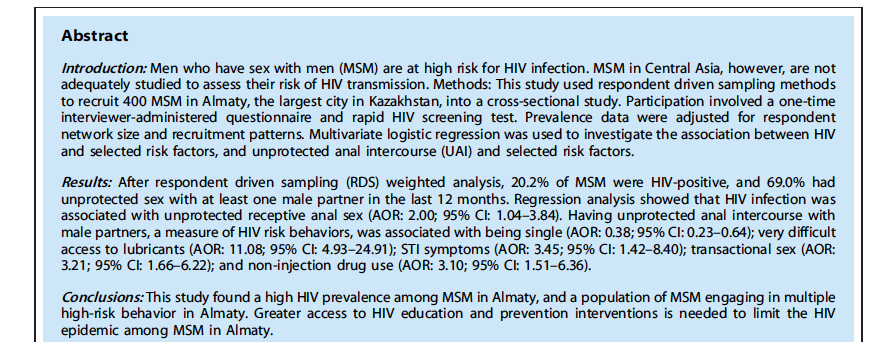 Abstract
Introduction: Men who have sex with men (MSM) are at high risk for HIV infection. MSM in Central Asia, however, are not
adequately studied to assess their risk of HIV transmission. Methods: This study used respondent driven sampling methods
to recruit 400 MSM in Almaty, the largest city in Kazakhstan, into a cross-sectional study. Participation involved a one-time
interviewer-administered questionnaire and rapid HIV screening test. Prevalence data were adjusted for respondent
network size and recruitment patterns. Multivariate logistic regression was used to investigate the association between HIV
and selected risk factors, and unprotected anal intercourse (UAI) and selected risk factors.
Results: After respondent driven sampling (RDS) weighted analysis, 20.2% of MSM were HIV-positive, and 69.0% had
unprotected sex with at least one male partner in the last 12 months. Regression analysis showed that HIV infection was
associated with unprotected receptive anal sex (AOR: 2.00; 95% CI: 1.04–3.84). Having unprotected anal intercourse with
male partners, a measure of HIV risk behaviors, was associated with being single (AOR: 0.38; 95% CI: 0.23–0.64); very difficult
access to lubricants (AOR: 11.08; 95% CI: 4.93–24.91); STI symptoms (AOR: 3.45; 95% CI: 1.42–8.40); transactional sex (AOR:
3.21; 95% CI: 1.66–6.22); and non-injection drug use (AOR: 3.10; 95% CI: 1.51–6.36).
Conclusions: This study found a high HIV prevalence among MSM in Almaty, and a population of MSM engaging in multiple
high-risk behavior in Almaty. Greater access to HIV education and prevention interventions is needed to limit the HIV
epidemic among MSM in Almaty.